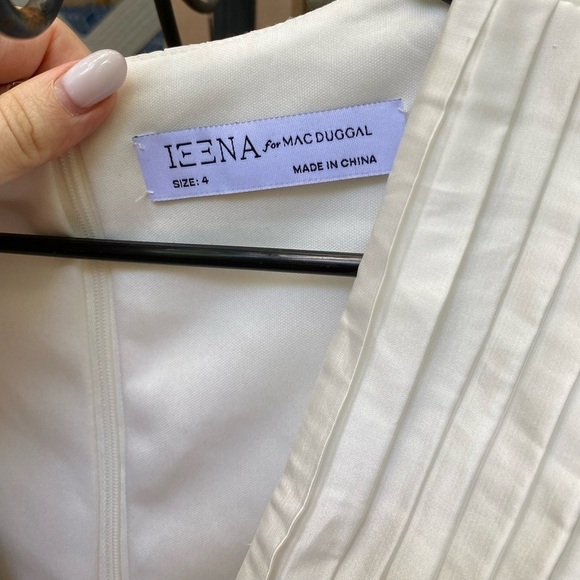 IEENA for MAC DUGGAL
SIZE: 4
MADE IN CHINA